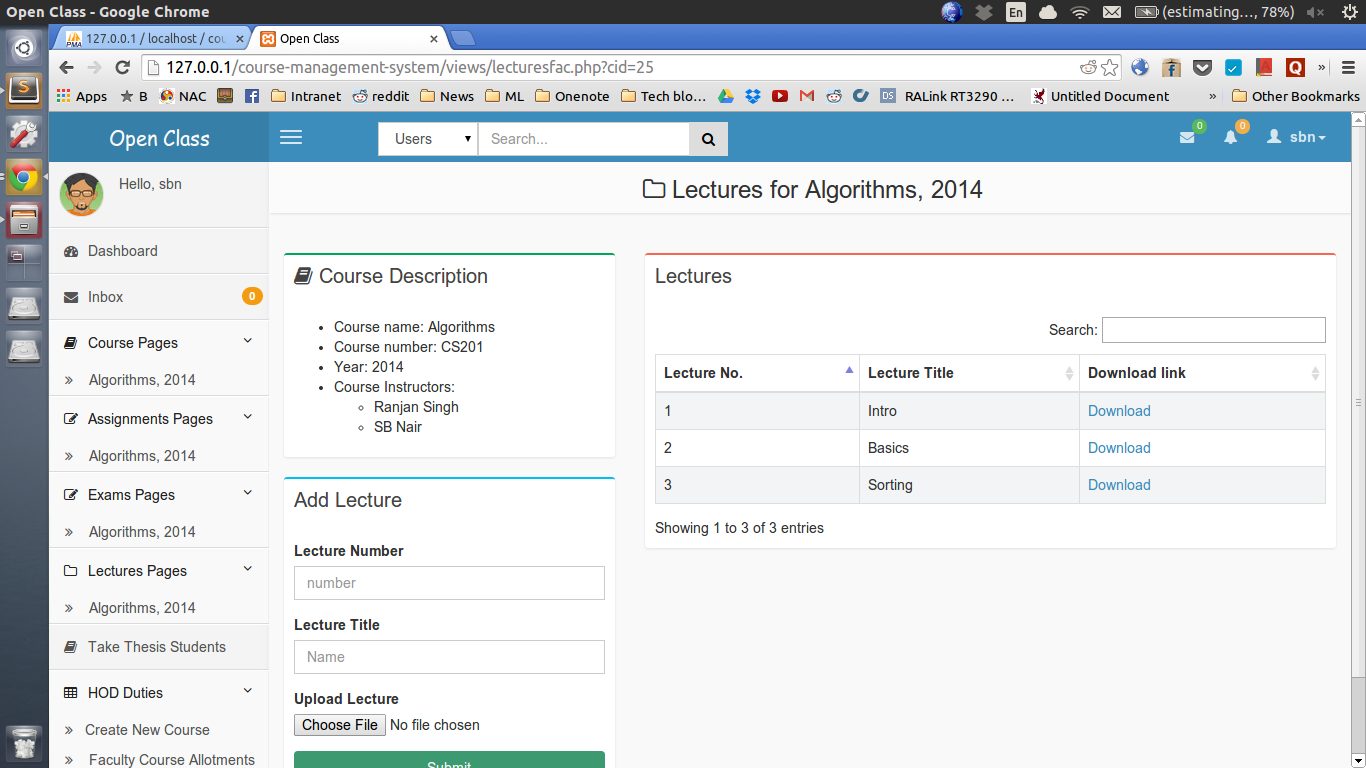 Open Class - Google Chrome
En
(estimating..., 78%)
PMA
127.0.0.1 / localhost / cou
Open Class
127.0.0.1/course-management-system/views/lecturesfac.php?cid=25
Apps
B
NAC
Intranet
reddit
News
ML
Onenote
Tech blo...
DS
RALink RT3290 ...
Untitled Document
»
Other Bookmarks
Open Class
Users
Search...
0
0
sbn
Hello, sbn
Lectures for Algorithms, 2014
Dashboard
Inbox
0
Course Pages
» Algorithms, 2014
Assignments Pages
» Algorithms, 2014
Exams Pages
» Algorithms, 2014
Lectures Pages
» Algorithms, 2014
Take Thesis Students
HOD Duties
» Create New Course
» Faculty Course Allotments
Course Description
• Course name: Algorithms
• Course number: CS201
• Year: 2014
• Course Instructors:
◦ Ranjan Singh
◦ SB Nair
Add Lecture
Lecture Number
number
Lecture Title
Name
Upload Lecture
Choose File No file chosen
Submit
Lectures
Search:
Lecture No. Lecture Title Download link
1 Intro Download
2 Basics Download
3 Sorting Download
Showing 1 to 3 of 3 entries